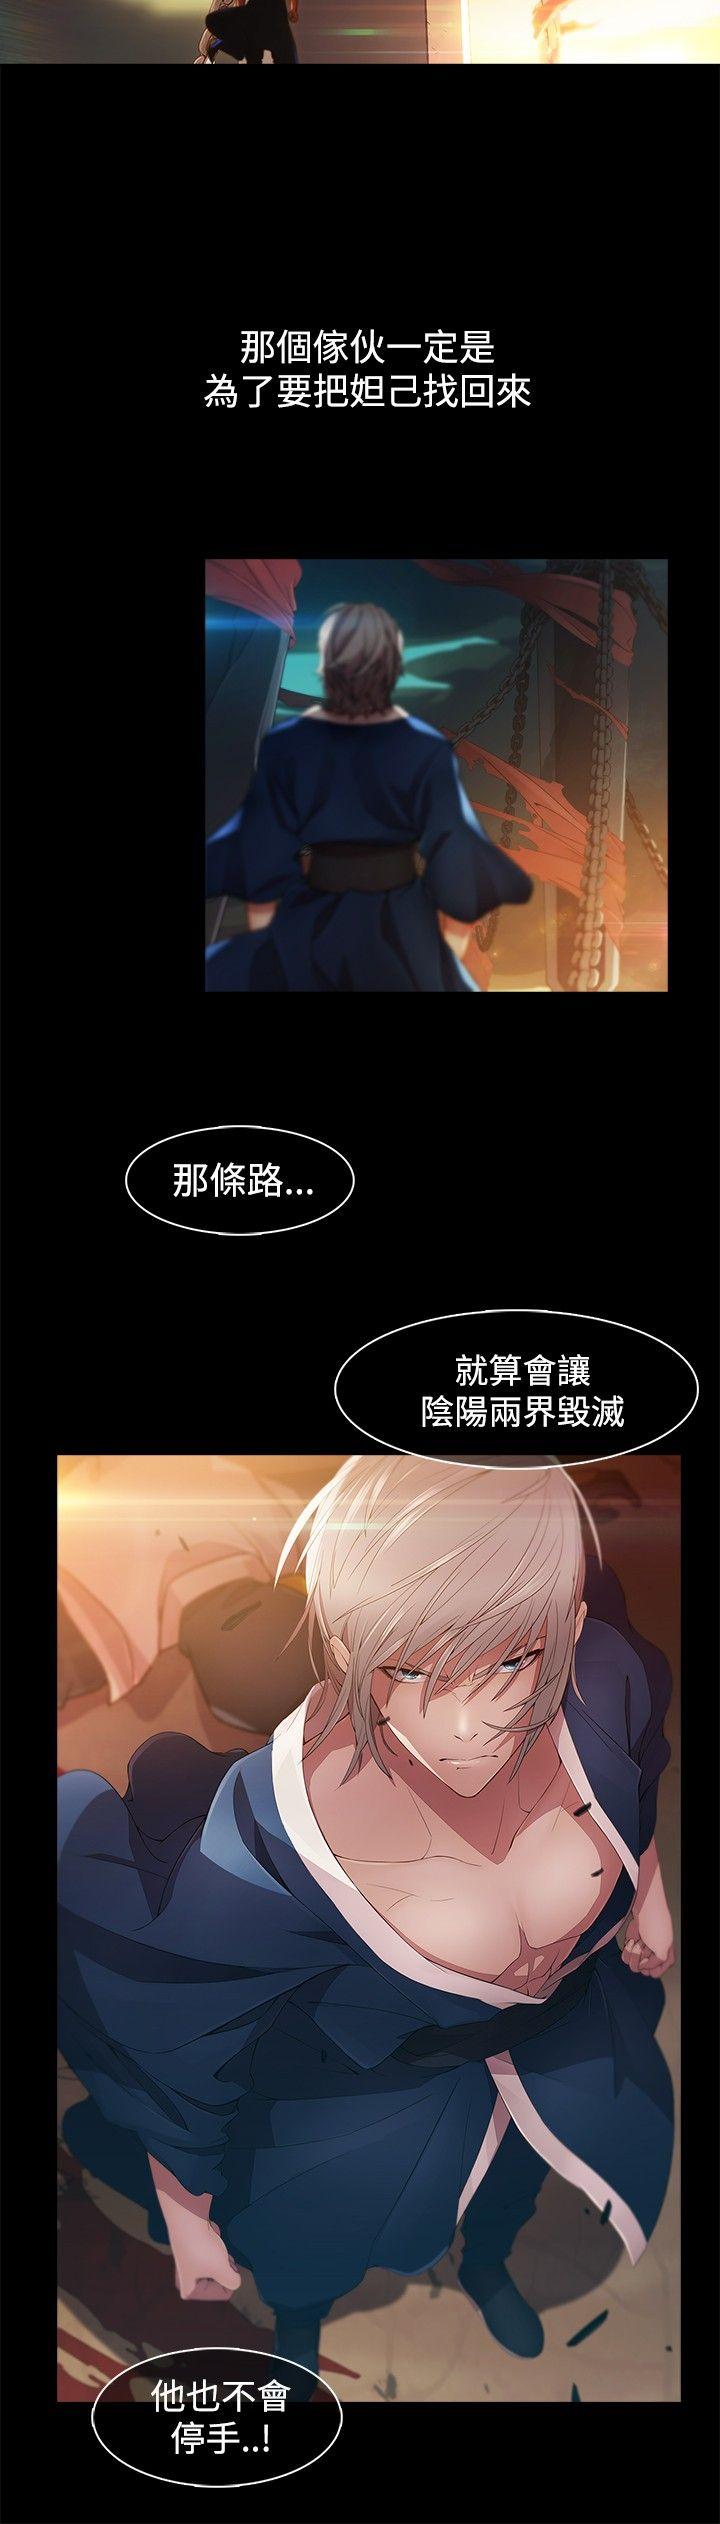 那個傢伙一定是
為了要把妲己找回來
那條路...
就算會讓
陰陽兩界毀滅
他也不會
停手..!